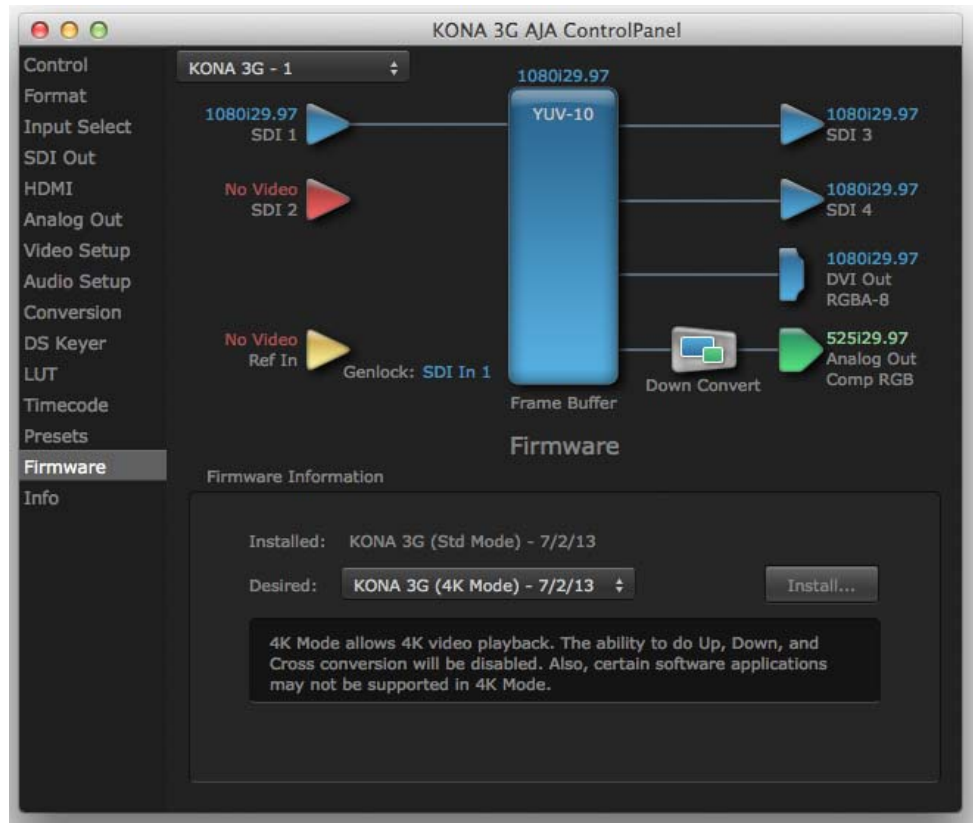 KONA 3G AJA ControlPanel
Control
Format
Input Select
SDI Out
HDMI
Analog Out
Video Setup
Audio Setup
Conversion
DS Keyer
LUT
Timecode
Presets
Firmware
Info
KONA 3G - 1
1080i29.97
SDI 1
No Video
SDI 2
No Video
Ref In
Genlock: SDI In 1
1080i29.97
YUV-10
Frame Buffer
1080i29.97
SDI 3
1080i29.97
SDI 4
1080i29.97
DVI Out
RGBA-8
Down Convert
525i29.97
Analog Out
Comp RGB
Firmware
Firmware Information
Installed: KONA 3G (Std Mode) - 7/2/13
Desired: KONA 3G (4K Mode) - 7/2/13
Install...
4K Mode allows 4K video playback. The ability to do Up, Down, and
Cross conversion will be disabled. Also, certain software applications
may not be supported in 4K Mode.